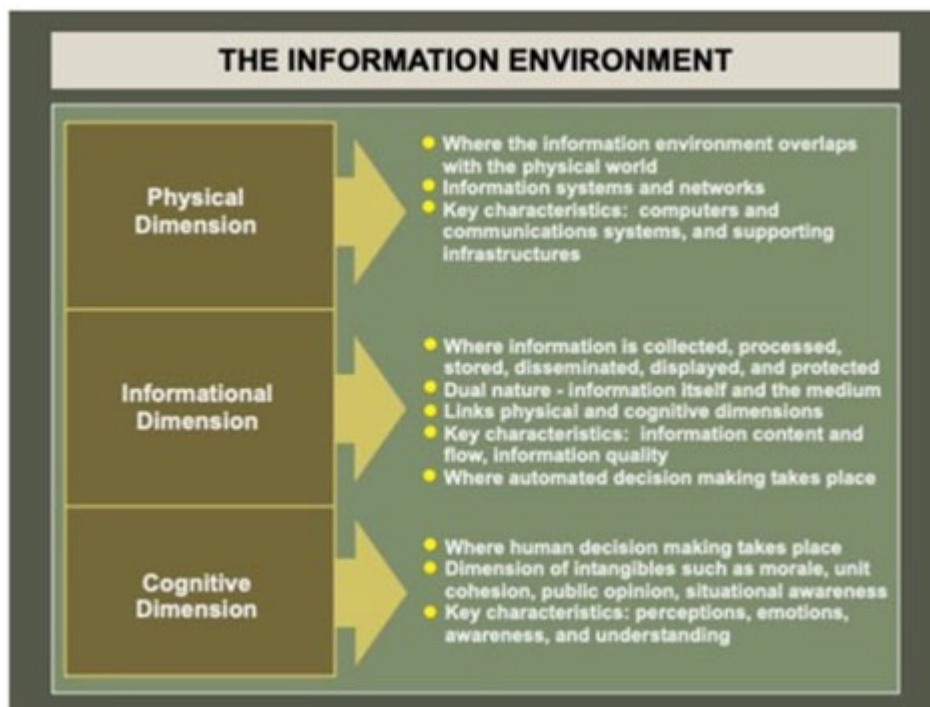 THE INFORMATION ENVIRONMENT
Physical
Dimension
Where the information environment overlaps
with the physical world
Information systems and networks
Key characteristics: computers and
communications systems, and supporting
infrastructures
Informational
Dimension
Where information is collected, processed,
stored, disseminated, displayed, and protected
Dual nature - information itself and the medium
Links physical and cognitive dimensions
Key characteristics: information content and
flow, information quality
Where automated decision making takes place
Cognitive
Dimension
Where human decision making takes place
Dimension of intangibles such as morale, unit
cohesion, public opinion, situational awareness
Key characteristics: perceptions, emotions,
awareness, and understanding